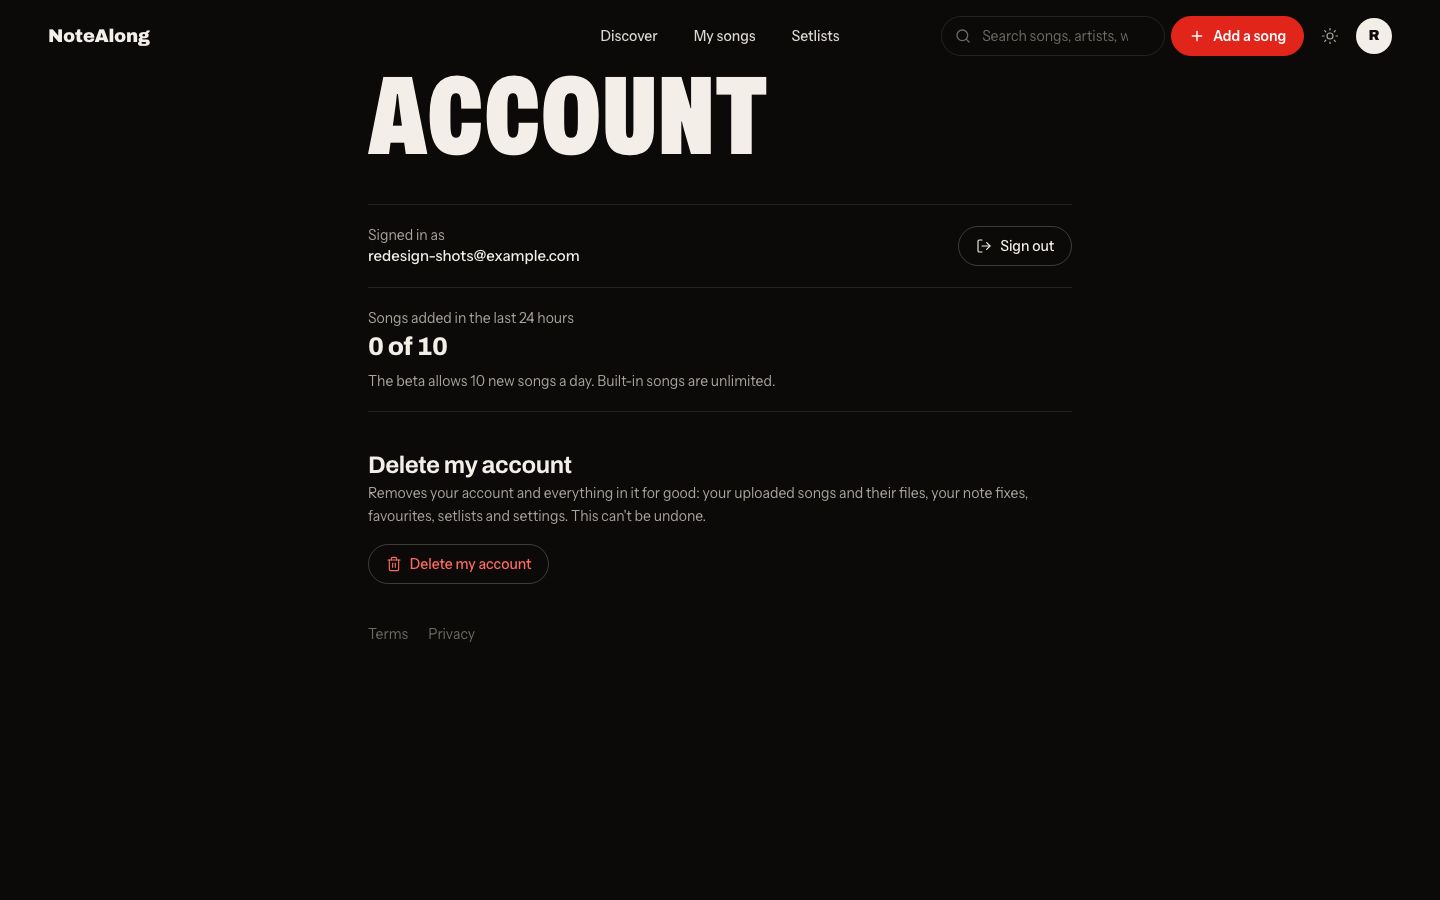 NoteAlong
Discover
My songs
Setlists
Search songs, artists, w
Add a song
R
ACCOUNT
Signed in as
redesign-shots@example.com
Sign out
Songs added in the last 24 hours
0 of 10
The beta allows 10 new songs a day. Built-in songs are unlimited.
Delete my account
Removes your account and everything in it for good: your uploaded songs and their files, your note fixes,
favourites, setlists and settings. This can't be undone.
Delete my account
Terms
Privacy